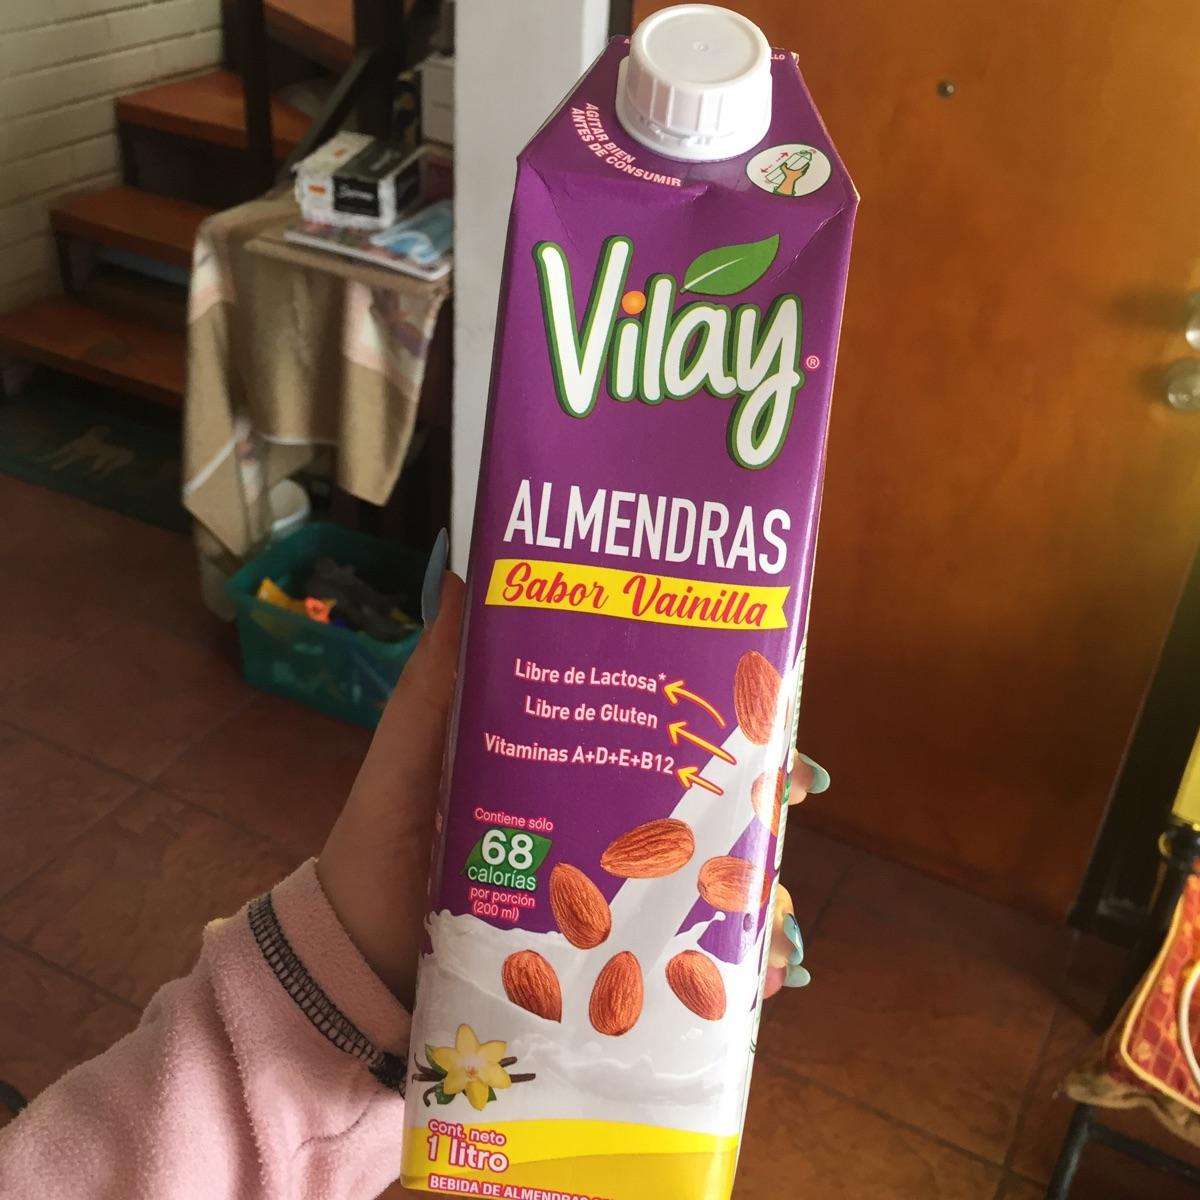 AGITAR BIEN
ANTES DE CONSUMIR
Viláy®
ALMENDRAS
Sabor Vainilla
Libre de Lactosa*
Libre de Gluten
Vitaminas A+D+E+B12
Contiene sólo
68
calorías
por porción
(200 ml)
cont. neto
1 litro
BEBIDA DE ALMENDRAS